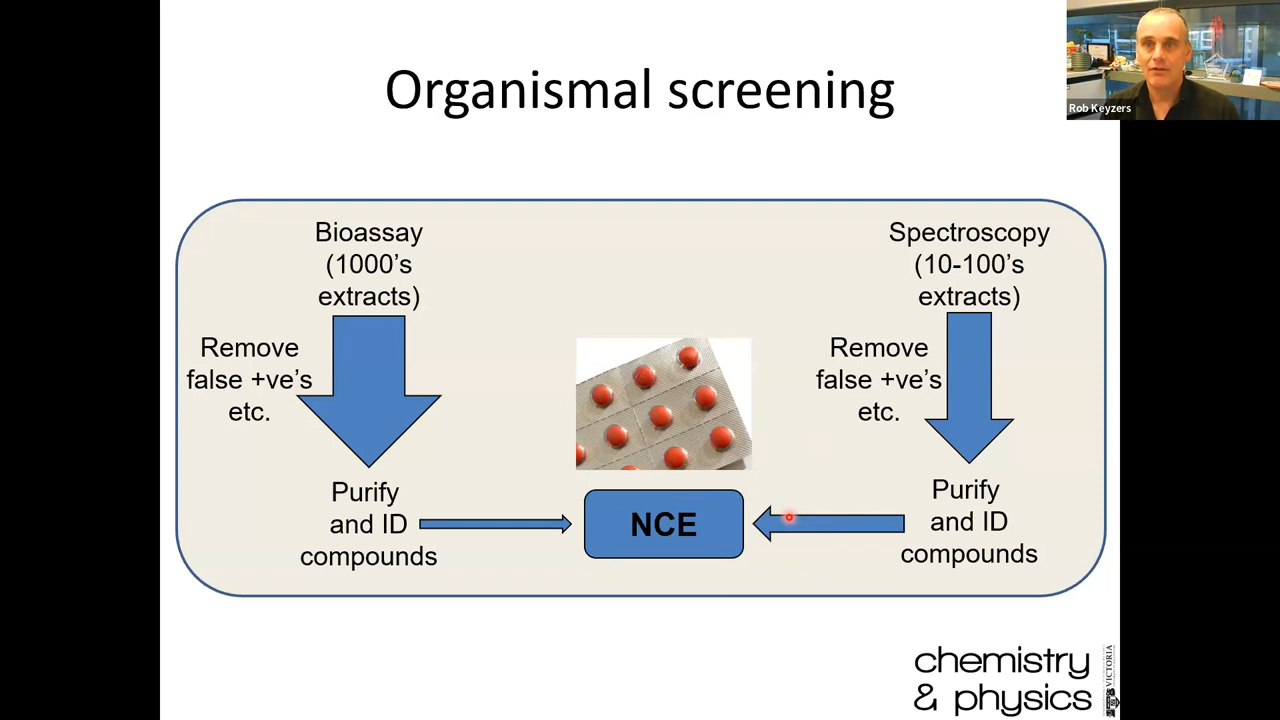 Organismal screening
Rob Keyzers
Bioassay
(1000’s
extracts)
Remove
false +ve’s
etc.
Purify
and ID
compounds
NCE
Spectroscopy
(10-100’s
extracts)
Remove
false +ve’s
etc.
Purify
and ID
compounds
chemistry
& physics
VICTORIA